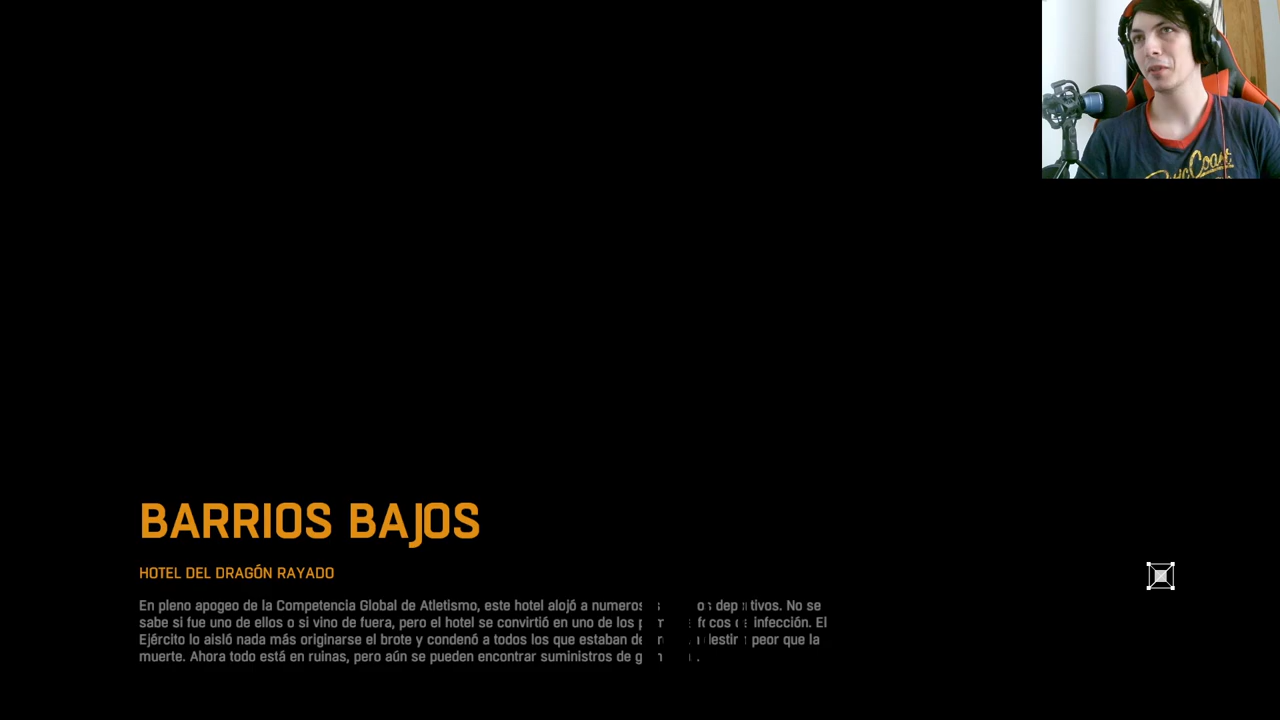 BARRIOS BAJOS
HOTEL DEL DRAGÓN RAYADO
En pleno apogeo de la Competencia Global de Atletismo, este hotel alojó a No se
sabe si fue uno de ellos o si vino de fuera, pero el hotel se convirtió en uno de los infección. El
Ejército lo aisló nada más originarse el brote y condenó a todos los que estaban peor que la
muerte. Ahora todo está en ruinas, pero aún se pueden encontrar suministros de
Coast